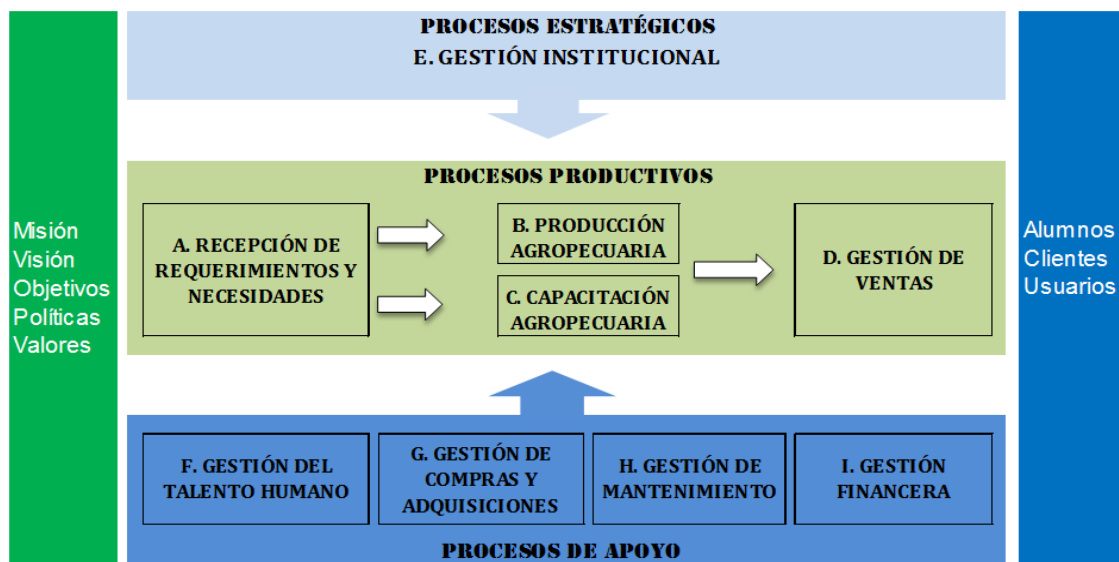 PROCESOS ESTRATÉGICOS
E. GESTIÓN INSTITUCIONAL
Misión
Visión
Objetivos
Políticas
Valores
PROCESOS PRODUCTIVOS
A. RECEPCIÓN DE
REQUERIMIENTOS Y
NECESIDADES
B. PRODUCCIÓN
AGROPECUARIA
C. CAPACITACIÓN
AGROPECUARIA
D. GESTIÓN DE
VENTAS
Alumnos
Clientes
Usuarios
F. GESTIÓN DEL
TALENTO HUMANO
G. GESTIÓN DE
COMPRAS Y
ADQUISICIONES
H. GESTIÓN DE
MANTENIMIENTO
I. GESTIÓN
FINANCERA
PROCESOS DE APOYO